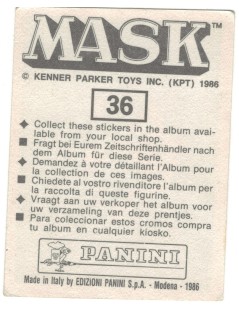 MASK™
© KENNER PARKER TOYS INC. (KPT) 1986
36
◆ Collect these stickers in the album avai-
lable from your local shop.
■ Fragt bei Eurem Zeitschriftenhändler nach
dem Album für diese Serie.
◆ Demandez à votre détaillant l'Album pour
la collection de ces images.
■ Chiedete al vostro rivenditore l'album per
la raccolta di queste figurine.
◆ Vraagt aan uw verkoper het album voor
uw verzameling van deze prentjes.
■ Para coleccionar estos cromos compra
tu album en cualquier kiosko.
PANINI
Made in Italy by EDIZIONI PANINI S.p.A. - Modena - 1986